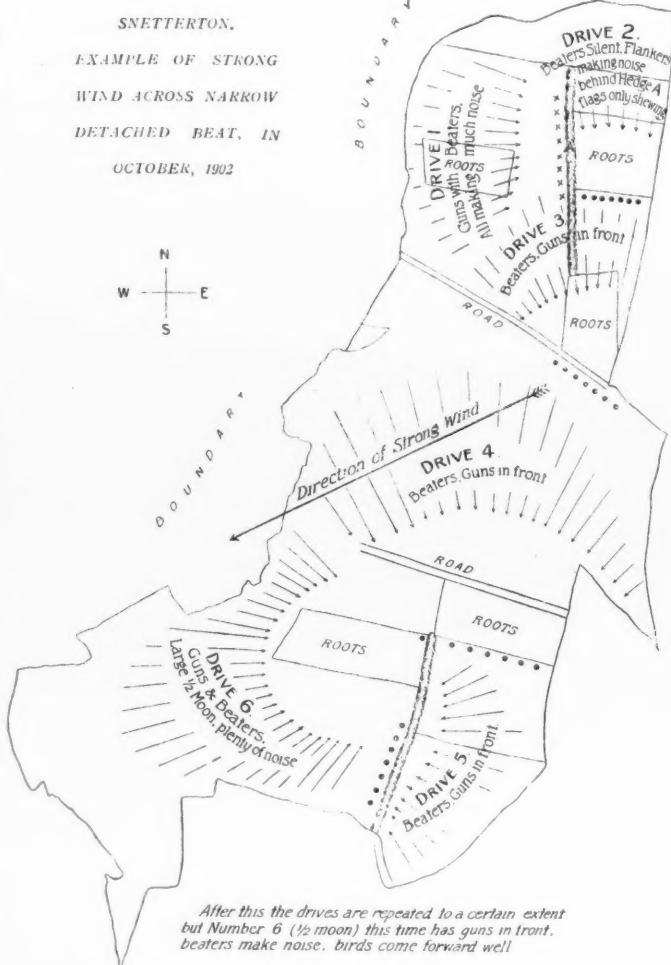 SNETTERTON.
EXAMPLE OF STRONG
WIND ACROSS NARROW
DETACHED BEAT, IN
OCTOBER, 1902
N
W E
S
BOUNDARY
DRIVE 1
Guns with Beaters,
All making much noise
ROOTS
DRIVE 2.
Beaters Silent, Flankers
making noise
behind Hedge A
flags only shewing
A
ROOTS
DRIVE 3
Beaters, Guns in front
ROOTS
ROAD
BOUNDARY
Direction of Strong Wind
DRIVE 4.
Beaters, Guns in front
ROAD
ROOTS
ROOTS
DRIVE 6.
Guns & Beaters,
Large ½ Moon, plenty of noise
DRIVE 5
Beaters, Guns in front
After this the drives are repeated to a certain extent
but Number 6 (½ moon) this time has guns in front.
beaters make noise. birds come forward well